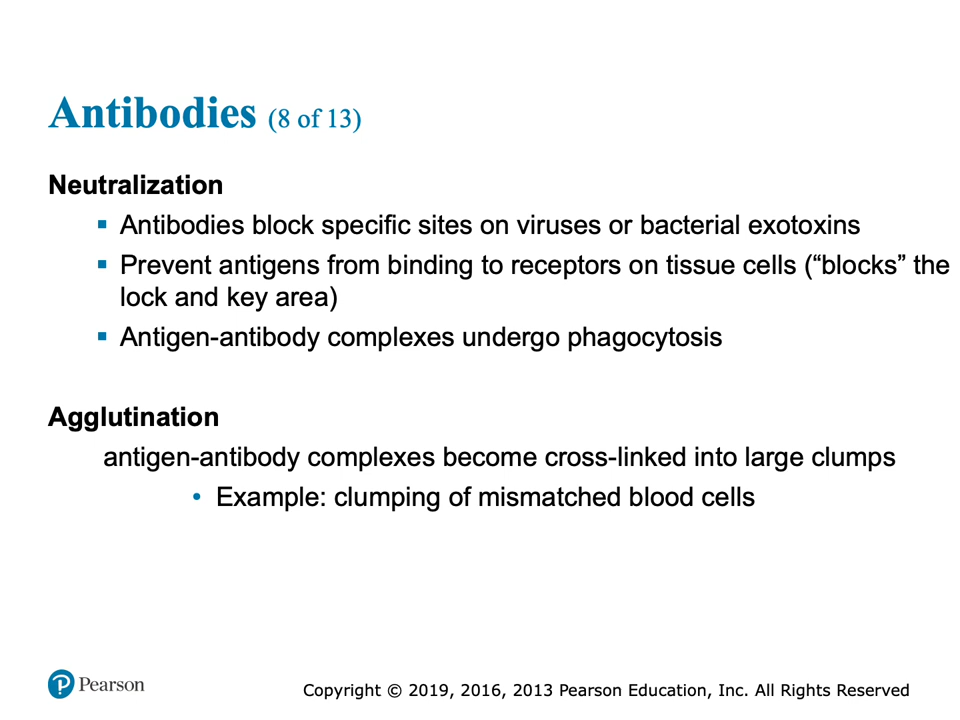 Antibodies (8 of 13)
Neutralization
▪ Antibodies block specific sites on viruses or bacterial exotoxins
▪ Prevent antigens from binding to receptors on tissue cells (“blocks” the
lock and key area)
▪ Antigen-antibody complexes undergo phagocytosis
Agglutination
antigen-antibody complexes become cross-linked into large clumps
• Example: clumping of mismatched blood cells
P Pearson
Copyright © 2019, 2016, 2013 Pearson Education, Inc. All Rights Reserved